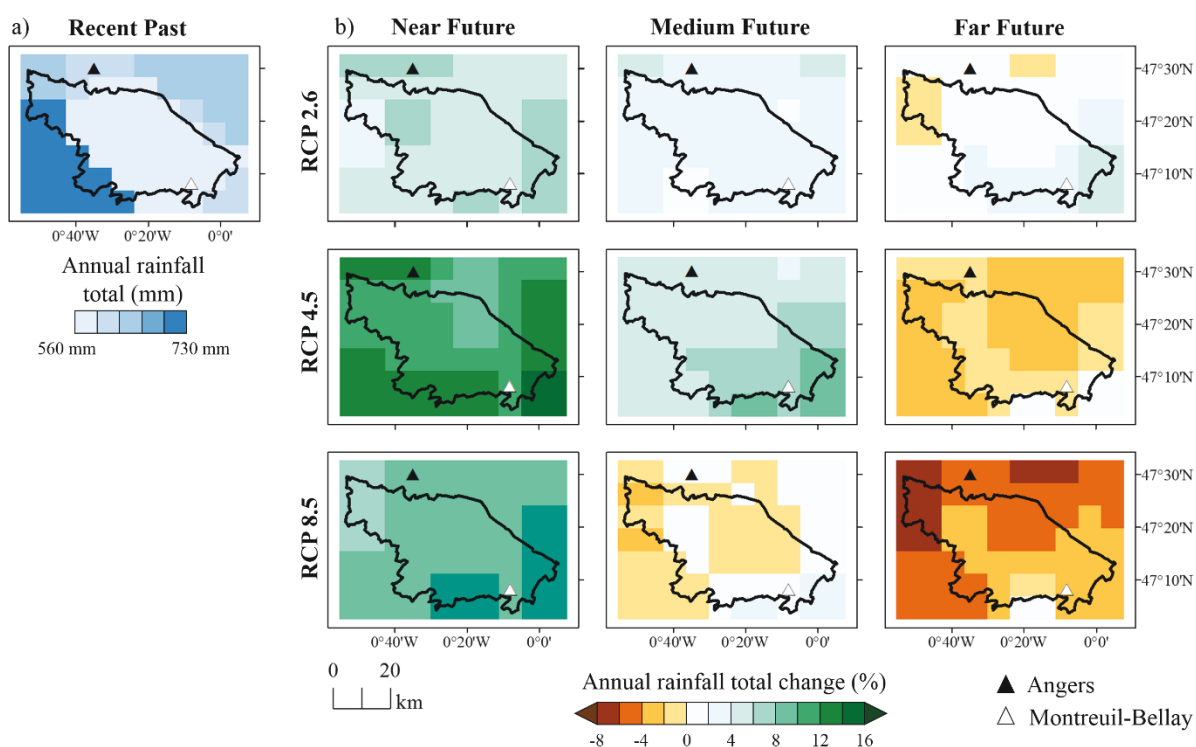 a) Recent Past
b) Near Future Medium Future Far Future
RCP 2.6
47°30'N
47°20'N
47°10'N
0°40'W 0°20'W 0°0'
Annual rainfall
total (mm)
560 mm 730 mm
RCP 4.5
47°30'N
47°20'N
47°10'N
RCP 8.5
47°30'N
47°20'N
47°10'N
0°40'W 0°20'W 0°0' 0°40'W 0°20'W 0°0' 0°40'W 0°20'W 0°0'
0 20
km
Annual rainfall total change (%)
-8 -4 0 4 8 12 16
Angers
Montreuil-Bellay